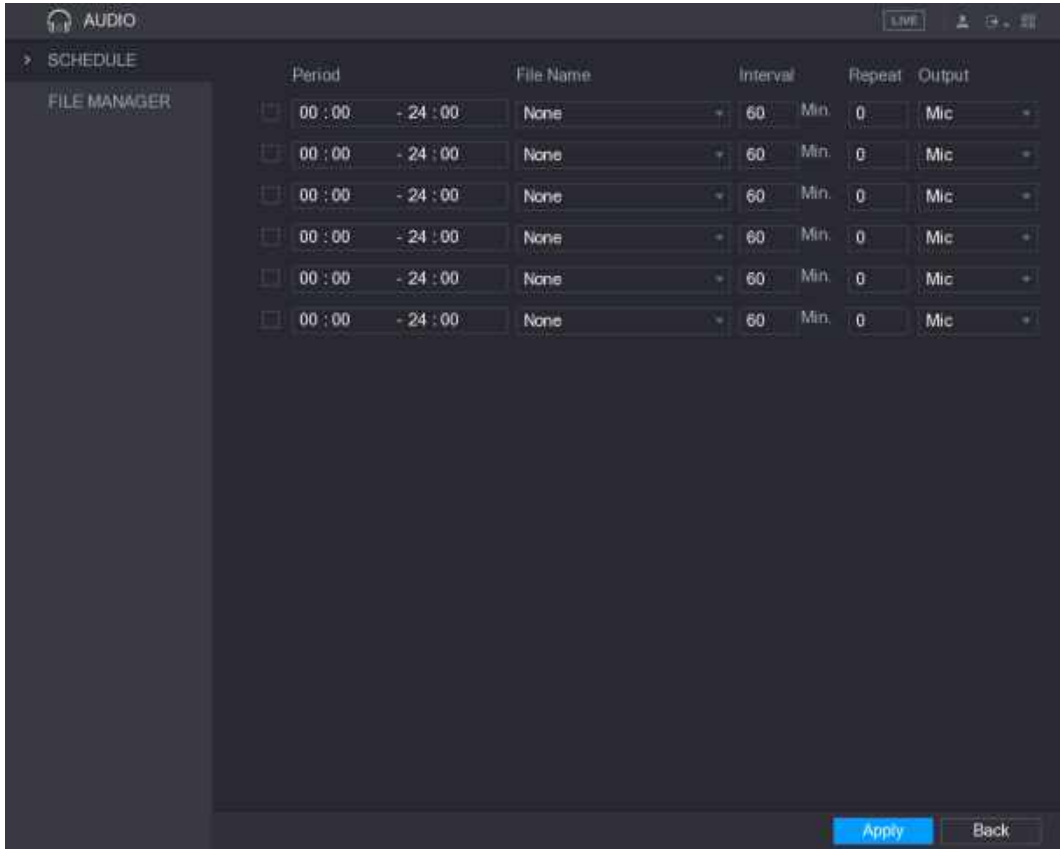 AUDIO LIVE
SCHEDULE
FILE MANAGER
Period File Name Interval Repeat Output
00 : 00 - 24 : 00 None 60 Min. 0 Mic
00 : 00 - 24 : 00 None 60 Min. 0 Mic
00 : 00 - 24 : 00 None 60 Min. 0 Mic
00 : 00 - 24 : 00 None 60 Min. 0 Mic
00 : 00 - 24 : 00 None 60 Min. 0 Mic
00 : 00 - 24 : 00 None 60 Min. 0 Mic
Apply Back